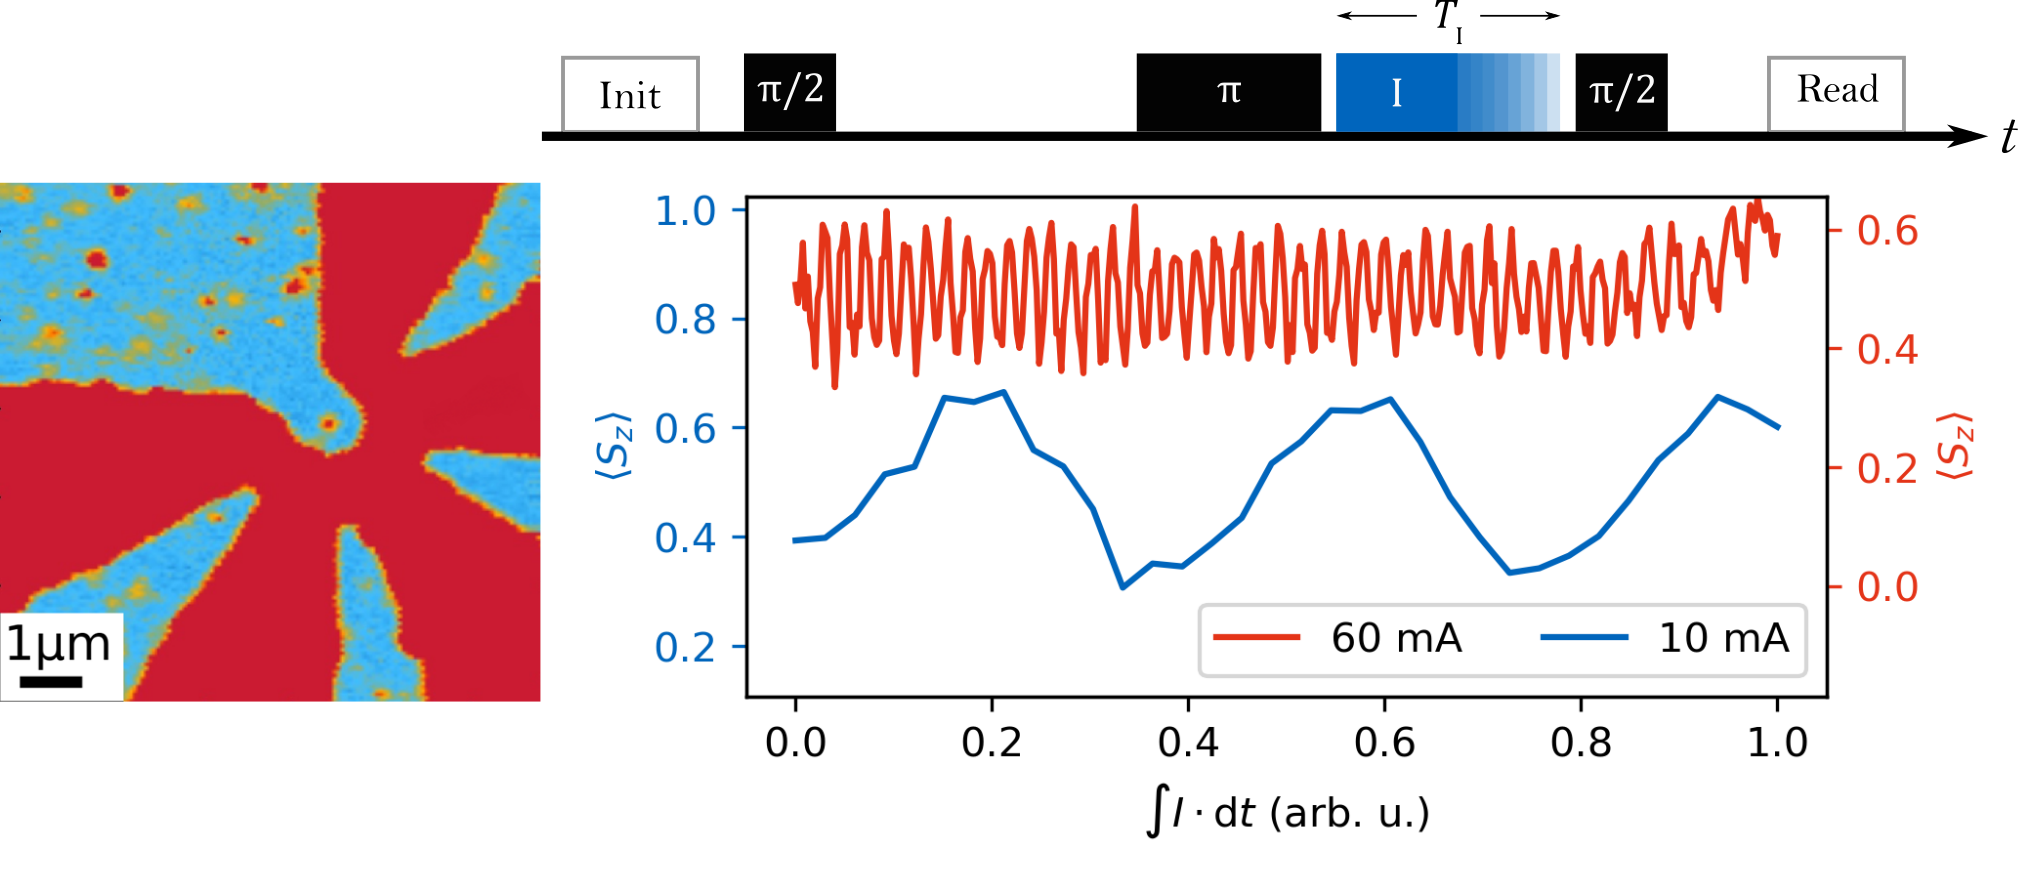 T_I
Init π/2 π I π/2 Read
t
1μm
1.0
0.8
0.6
0.4
0.2
⟨S_z⟩
0.6
0.4
0.2
0.0
⟨S_z⟩
60 mA 10 mA
0.0 0.2 0.4 0.6 0.8 1.0
∫I · dt (arb. u.)